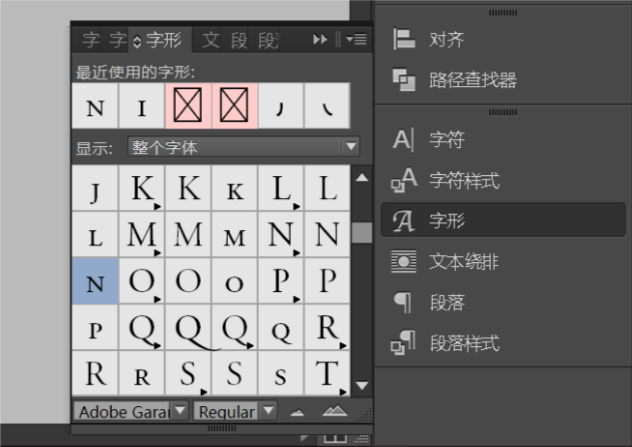 字 字 字形 文 段 段
最近使用的字形:
N I
显示: 整个字体
J K K K L L
L M M M N N
N O O O P P
P Q Q Q Q R
R R S S S T
Adobe Garan Regular
对齐
路径查找器
字符
字符样式
字形
文本绕排
段落
段落样式